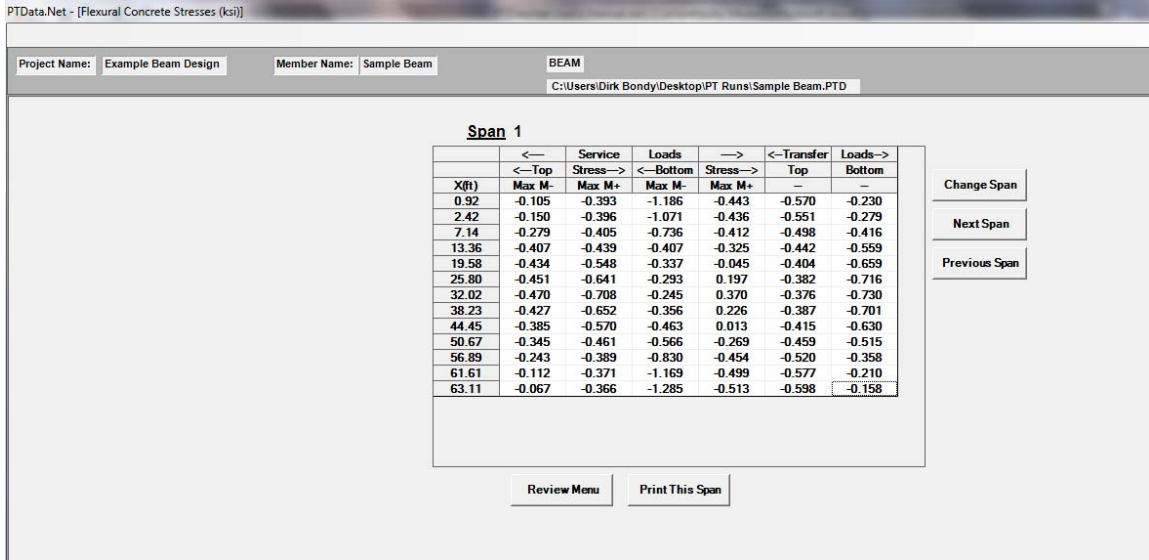 PTData.Net - [Flexural Concrete Stresses (ksi)]
Project Name: Example Beam Design Member Name: Sample Beam BEAM
C:\Users\Dirk Bondy\Desktop\PT Runs\Sample Beam.PTD
Span 1
<— Service Loads —> <–Transfer Loads–>
<—Top Stress—> <—Bottom Stress—> Top Bottom
X(ft) Max M- Max M+ Max M- Max M+ – –
0.92 -0.105 -0.393 -1.186 -0.443 -0.570 -0.230
2.42 -0.150 -0.396 -1.071 -0.436 -0.551 -0.279
7.14 -0.279 -0.405 -0.736 -0.412 -0.498 -0.416
13.36 -0.407 -0.439 -0.407 -0.325 -0.442 -0.559
19.58 -0.434 -0.548 -0.337 -0.045 -0.404 -0.659
25.80 -0.451 -0.641 -0.293 0.197 -0.382 -0.716
32.02 -0.470 -0.708 -0.245 0.370 -0.376 -0.730
38.23 -0.427 -0.652 -0.356 0.226 -0.387 -0.701
44.45 -0.385 -0.570 -0.463 0.013 -0.415 -0.630
50.67 -0.345 -0.461 -0.566 -0.269 -0.459 -0.515
56.89 -0.243 -0.389 -0.830 -0.454 -0.520 -0.358
61.61 -0.112 -0.371 -1.169 -0.499 -0.577 -0.210
63.11 -0.067 -0.366 -1.285 -0.513 -0.598 -0.158
Change Span
Next Span
Previous Span
Review Menu Print This Span